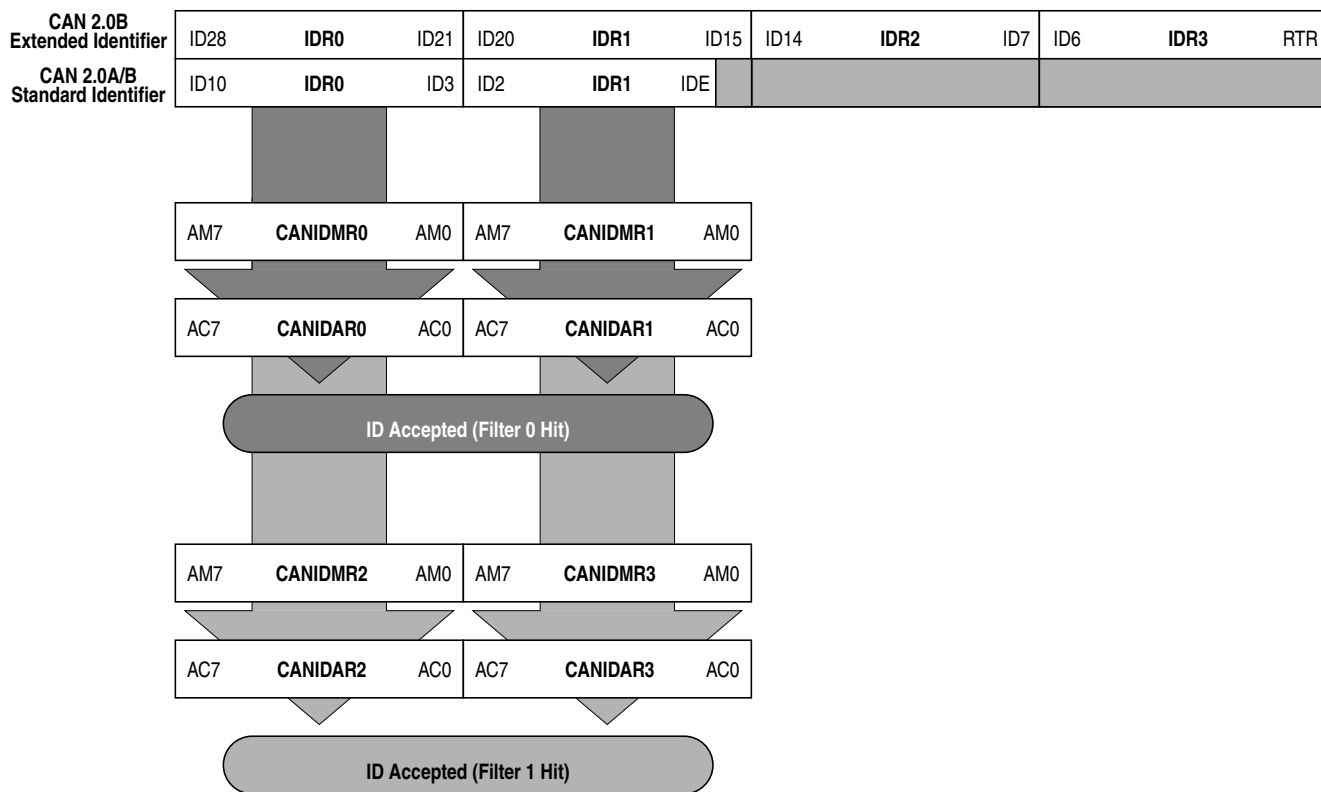 CAN 2.0B
Extended Identifier
ID28 IDR0 ID21 ID20 IDR1 ID15 ID14 IDR2 ID7 ID6 IDR3 RTR
CAN 2.0A/B
Standard Identifier
ID10 IDR0 ID3 ID2 IDR1 IDE
AM7 CANIDMR0 AM0 AM7 CANIDMR1 AM0
AC7 CANIDAR0 AC0 AC7 CANIDAR1 AC0
ID Accepted (Filter 0 Hit)
AM7 CANIDMR2 AM0 AM7 CANIDMR3 AM0
AC7 CANIDAR2 AC0 AC7 CANIDAR3 AC0
ID Accepted (Filter 1 Hit)